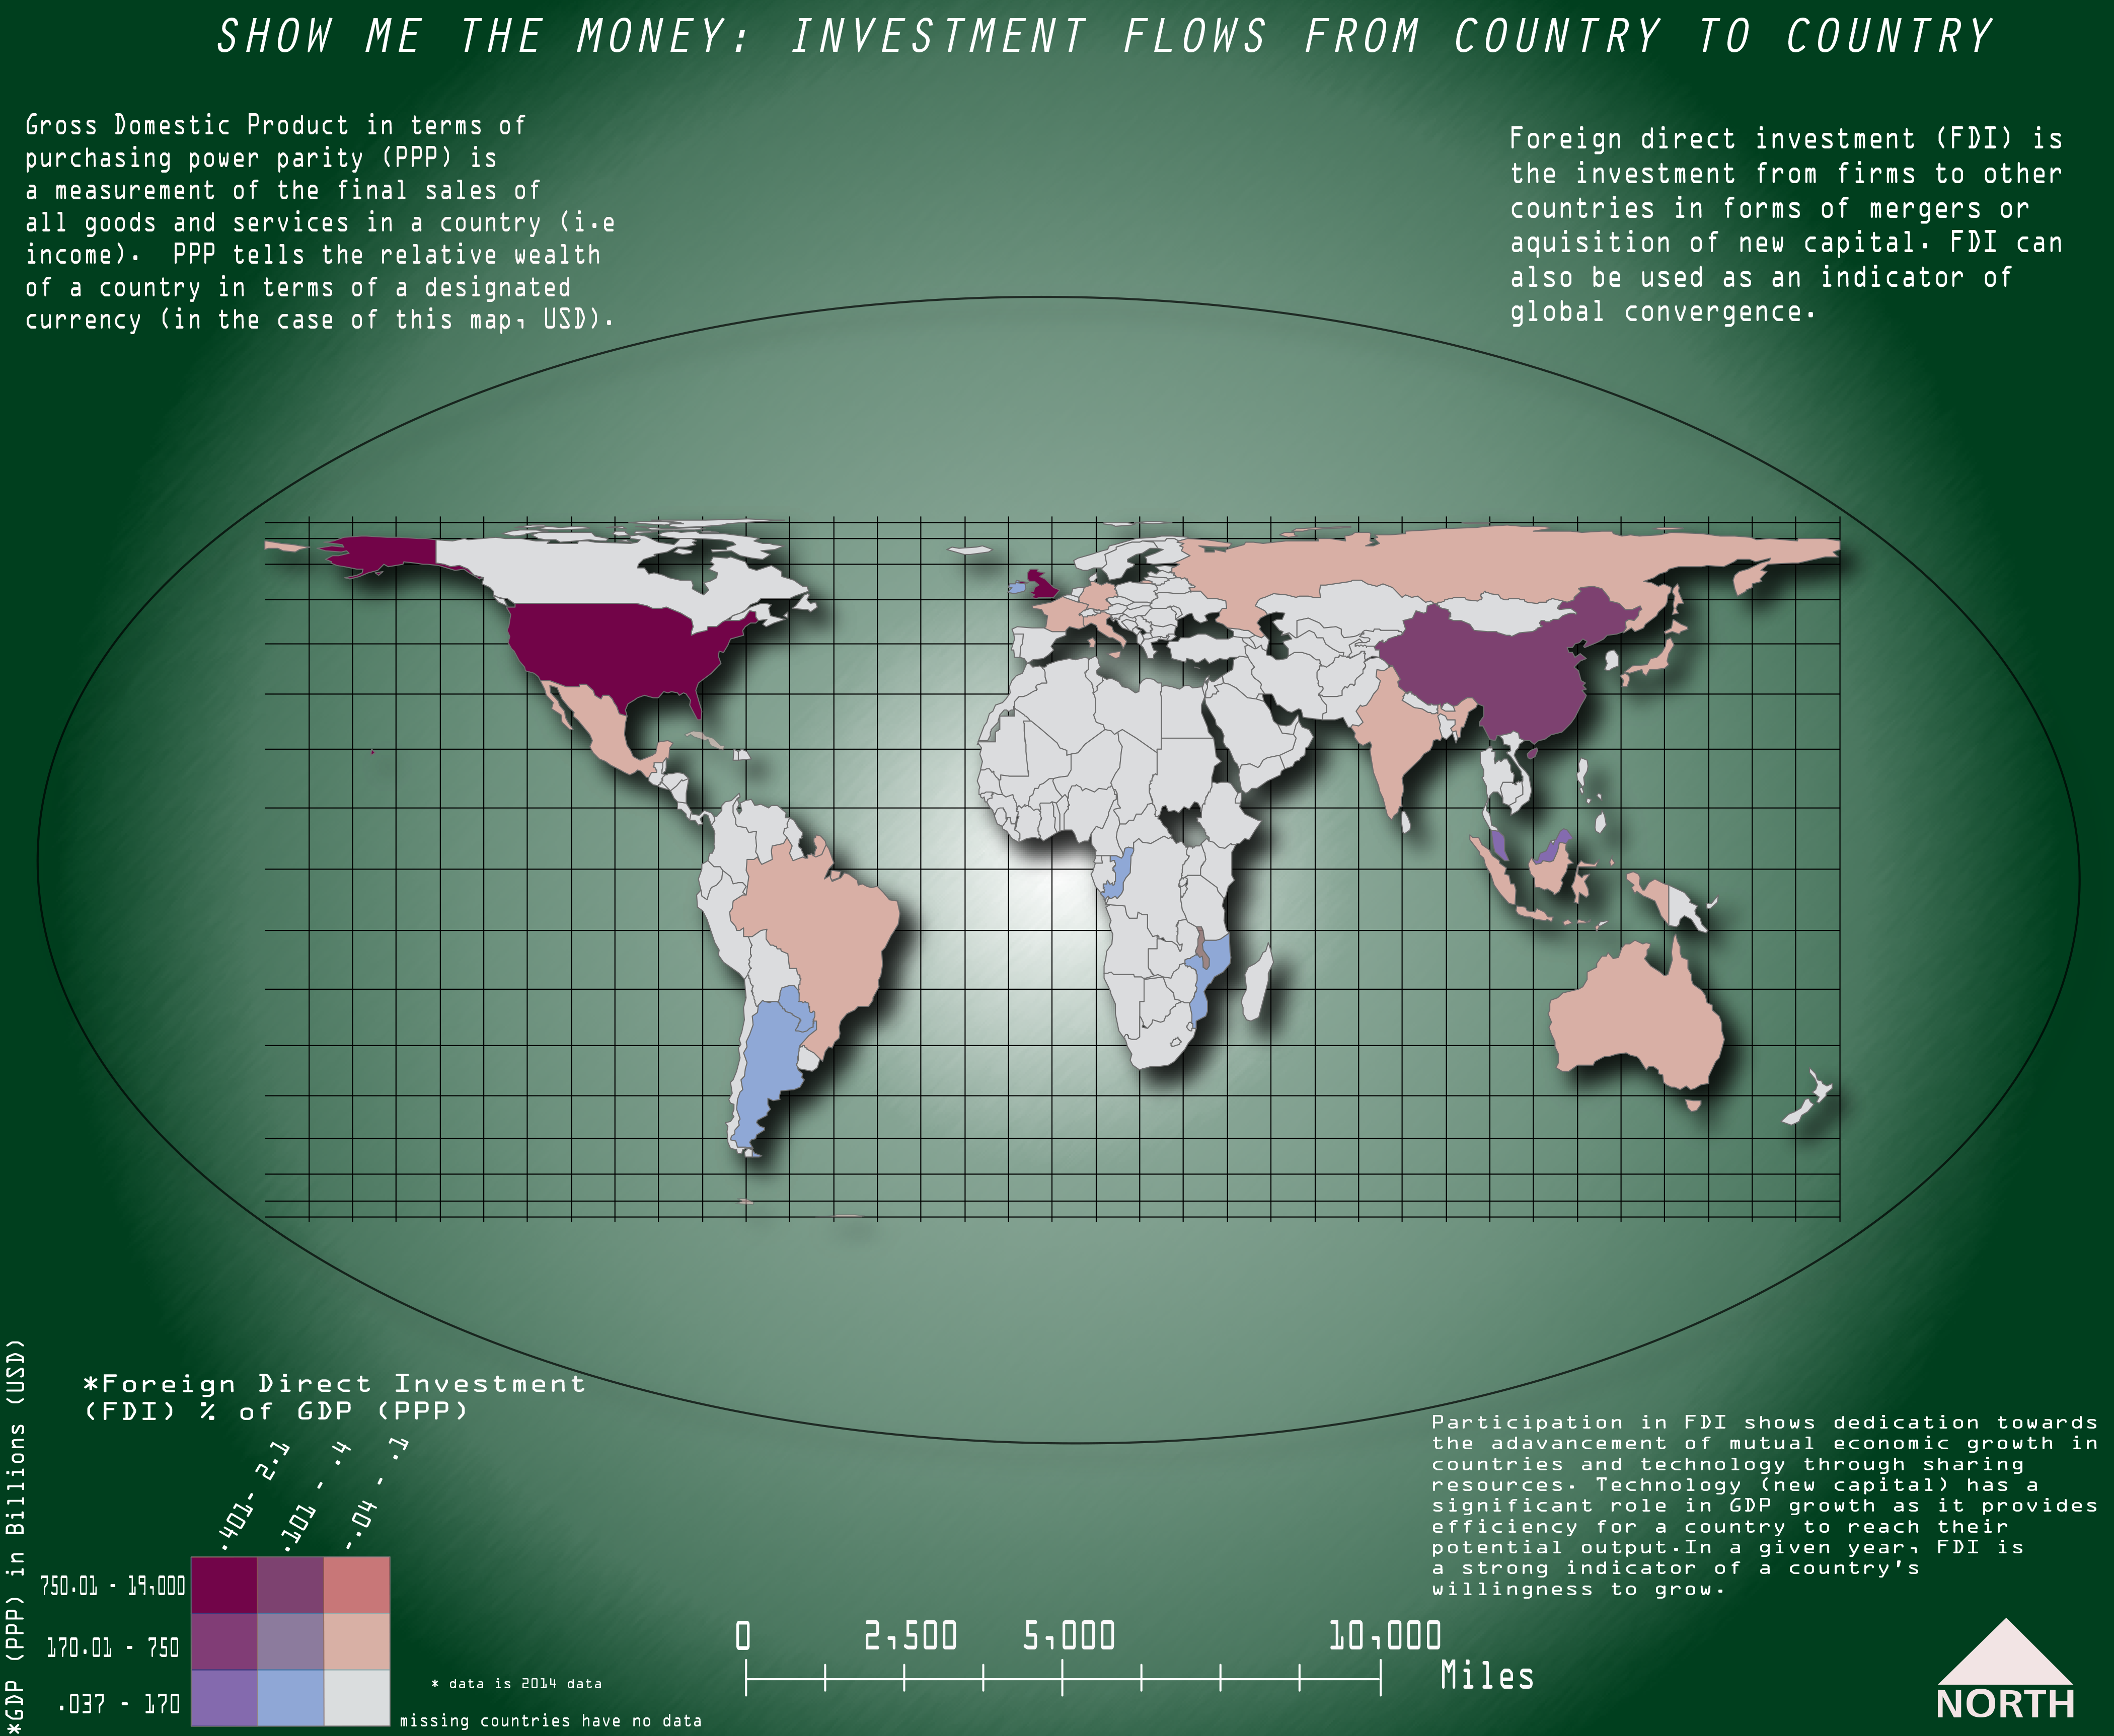 SHOW ME THE MONEY: INVESTMENT FLOWS FROM COUNTRY TO COUNTRY
Gross Domestic Product in terms of
purchasing power parity (PPP) is
a measurement of the final sales of
all goods and services in a country (i.e
income).  PPP tells the relative wealth
of a country in terms of a designated
currency (in the case of this map, USD).
Foreign direct investment (FDI) is
the investment from firms to other
countries in forms of mergers or
aquisition of new capital. FDI can
also be used as an indicator of
global convergence.
*Foreign Direct Investment
(FDI) % of GDP (PPP)
.401- 2.1
.101 - .4
-.04 - .1
*GDP (PPP) in Billions (USD)
750.01 - 19,000
170.01 - 750
.037 - 170
* data is 2014 data
missing countries have no data
0
2,500
5,000
10,000
Miles
Participation in FDI shows dedication towards
the adavancement of mutual economic growth in
countries and technology through sharing
resources. Technology (new capital) has a
significant role in GDP growth as it provides
efficiency for a country to reach their
potential output.In a given year, FDI is
a strong indicator of a country's
willingness to grow.
NORTH